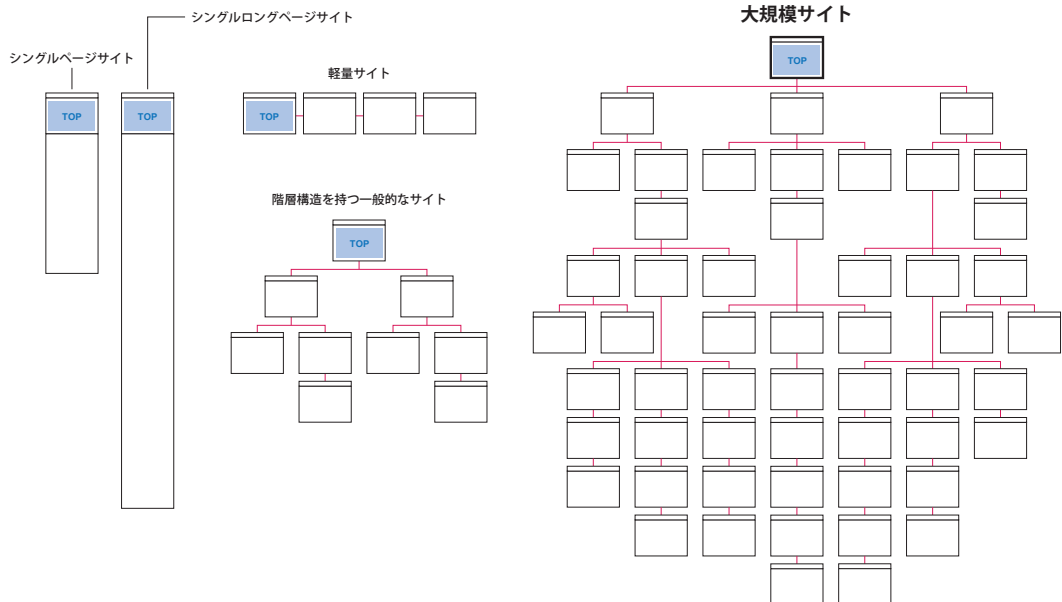 シングルロングページサイト
シングルページサイト
TOP
TOP
軽量サイト
TOP
階層構造を持つ一般的なサイト
TOP
大規模サイト
TOP